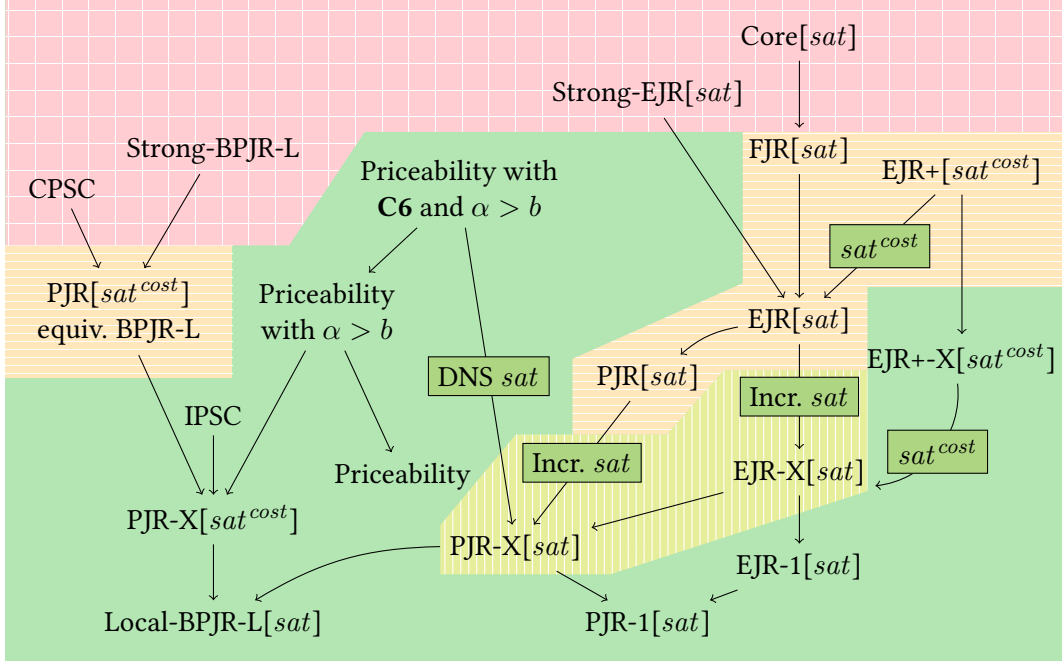 Core[sat]
Strong-EJR[sat]
Strong-BPJR-L
FJR[sat]
Priceability with
C6 and α > b
EJR+[sat^cost]
CPSC
sat^cost
PJR[sat^cost]
equiv. BPJR-L
Priceability
with α > b
EJR[sat]
EJR+-X[sat^cost]
DNS sat
PJR[sat]
Incr. sat
IPSC
sat^cost
Priceability
Incr. sat
EJR-X[sat]
PJR-X[sat^cost]
PJR-X[sat]
EJR-1[sat]
Local-BPJR-L[sat]
PJR-1[sat]